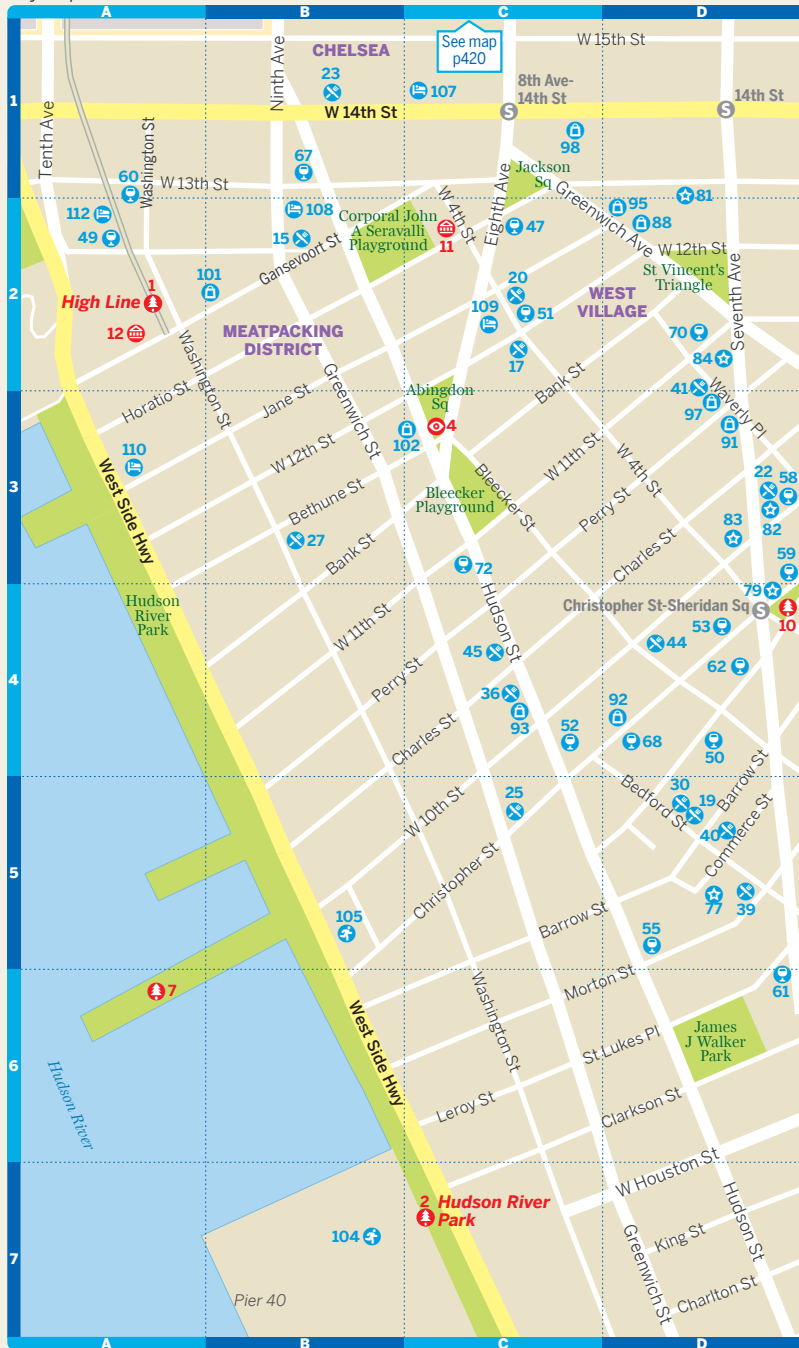 A
B
C
D
See map
p420
W 15th St
CHELSEA
Ninth Ave
23
107
8th Ave-
14th St
14th St
1
S
S
W 14th St
Tenth Ave
Washington St
98
67
60
W 13th St
Jackson
Sq
Eighth Ave
Greenwich Ave
81
95
88
112
108
Corporal John
A Seravalli
Playground
W 4th St
11
47
49
15
Gansevoort St
W 12th St
St Vincent's
Triangle
Seventh Ave
1
High Line
101
20
109
51
WEST
VILLAGE
2
12
MEATPACKING
DISTRICT
17
70
84
Washington St
Greenwich St
Horatio St
Jane St
Abingdon
Sq
Bank St
41
97
Waverly Pl
91
102
4
W 12th St
110
W 11th St
W 4th St
22
58
3
West Side Hwy
Bethune St
Bleecker
Playground
Bleecker St
Perry St
82
83
27
Bank St
Charles St
59
72
79
Hudson
River
Park
W 11th St
Hudson St
Christopher St-Sheridan Sq
S
10
53
45
44
62
4
Perry St
36
93
92
Charles St
52
68
50
25
W 10th St
Bedford St
30
19
Barrow St
40
Commerce St
5
Christopher St
77
39
105
Barrow St
55
7
Morton St
61
Washington St
West Side Hwy
James
J Walker
Park
6
Hudson River
St Lukes Pl
Leroy St
Clarkson St
W Houston St
2
Hudson River
Park
104
Hudson St
7
Greenwich St
King St
Charlton St
Pier 40
A
B
C
D